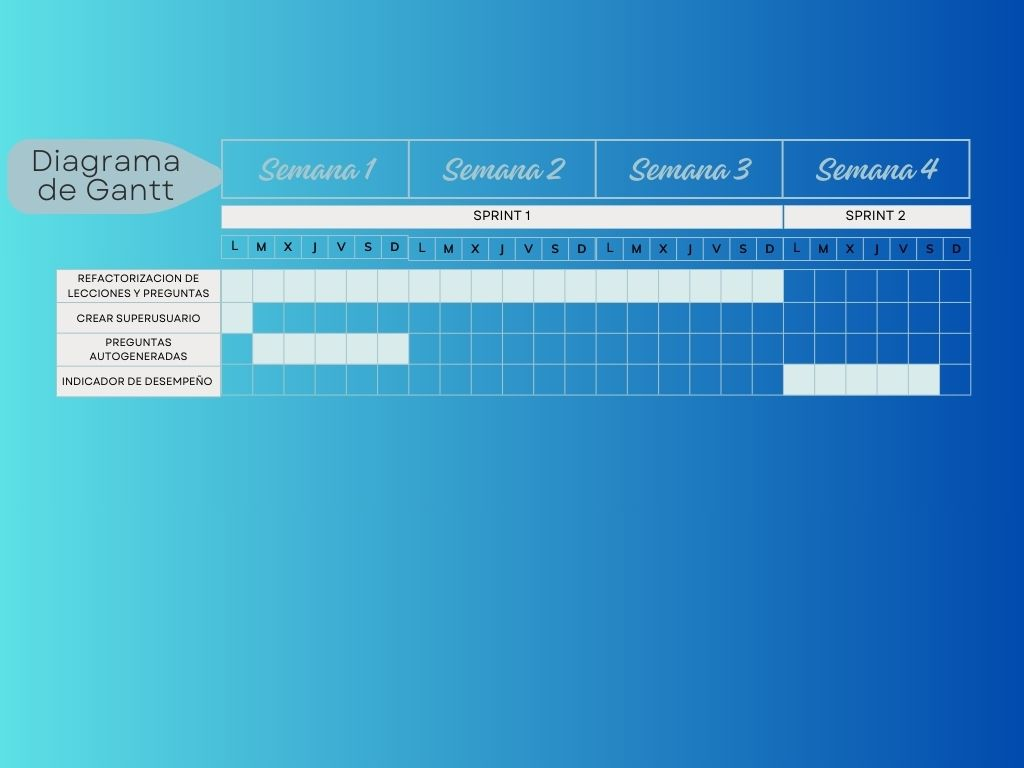 Diagrama
de Gantt
Semana 1 Semana 2 Semana 3 Semana 4
SPRINT 1 SPRINT 2
L M X J V S D L M X J V S D L M X J V S D L M X J V S D
REFACTORIZACION DE
LECCIONES Y PREGUNTAS
CREAR SUPERUSUARIO
PREGUNTAS
AUTOGENERADAS
INDICADOR DE DESEMPEÑO